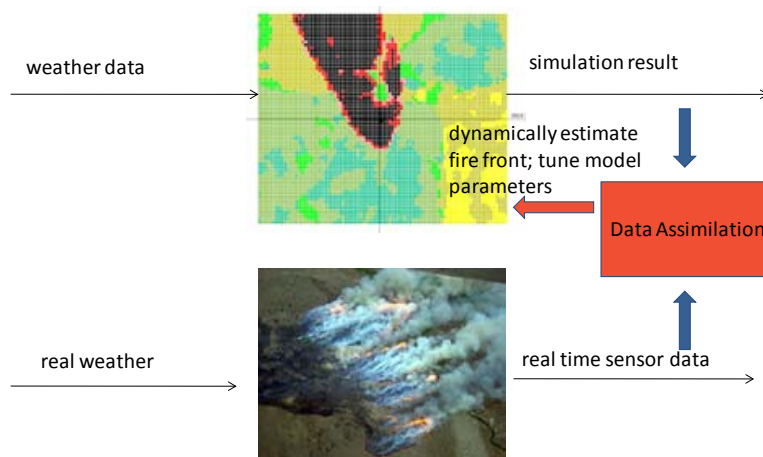 weather data
simulation result
dynamically estimate
fire front; tune model
parameters
Data Assimilation
real weather
real time sensor data